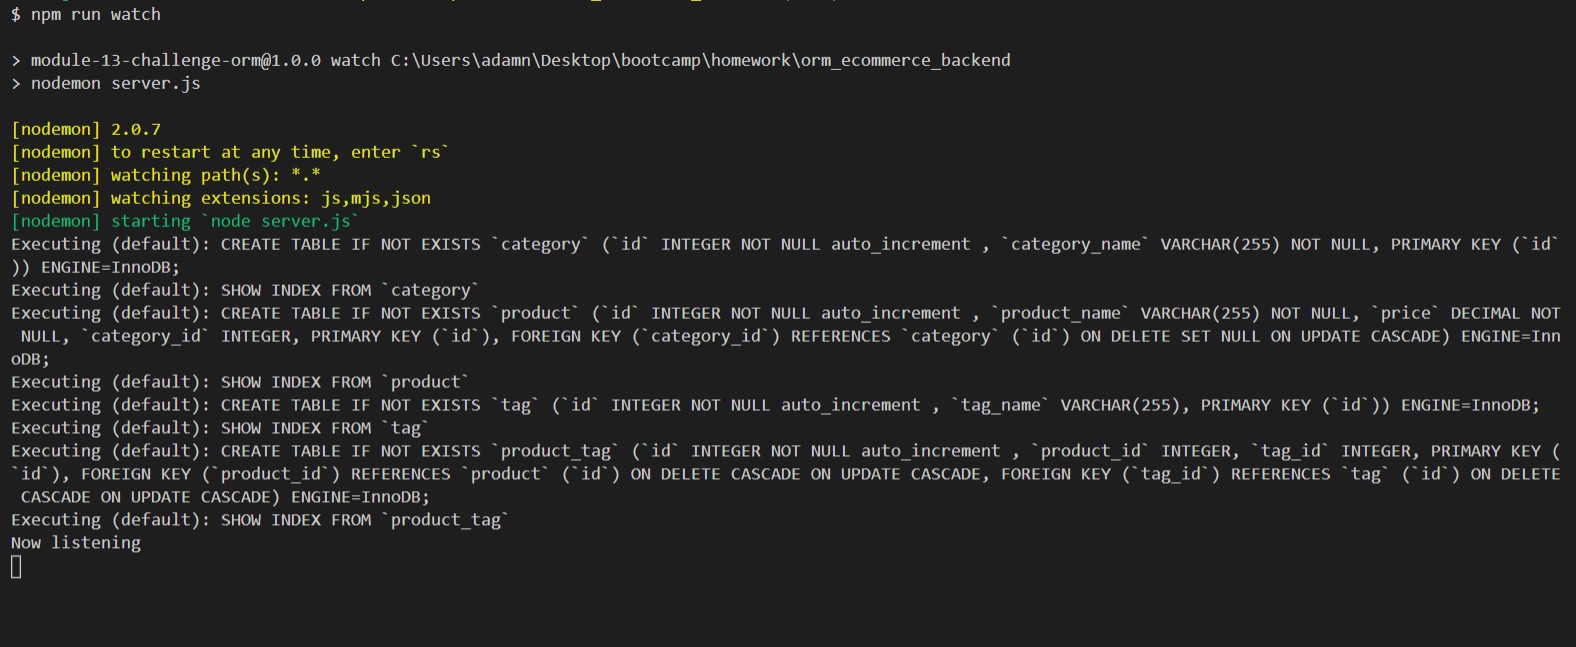 $ npm run watch
> module-13-challenge-orm@1.0.0 watch C:\Users\adamn\Desktop\bootcamp\homework\orm_ecommerce_backend
> nodemon server.js
[nodemon] 2.0.7
[nodemon] to restart at any time, enter `rs`
[nodemon] watching path(s): *.*
[nodemon] watching extensions: js,mjs,json
[nodemon] starting `node server.js`
Executing (default): CREATE TABLE IF NOT EXISTS `category` (`id` INTEGER NOT NULL auto_increment , `category_name` VARCHAR(255) NOT NULL, PRIMARY KEY (`id`
)) ENGINE=InnoDB;
Executing (default): SHOW INDEX FROM `category`
Executing (default): CREATE TABLE IF NOT EXISTS `product` (`id` INTEGER NOT NULL auto_increment , `product_name` VARCHAR(255) NOT NULL, `price` DECIMAL NOT
 NULL, `category_id` INTEGER, PRIMARY KEY (`id`), FOREIGN KEY (`category_id`) REFERENCES `category` (`id`) ON DELETE SET NULL ON UPDATE CASCADE) ENGINE=Inn
oDB;
Executing (default): SHOW INDEX FROM `product`
Executing (default): CREATE TABLE IF NOT EXISTS `tag` (`id` INTEGER NOT NULL auto_increment , `tag_name` VARCHAR(255), PRIMARY KEY (`id`)) ENGINE=InnoDB;
Executing (default): SHOW INDEX FROM `tag`
Executing (default): CREATE TABLE IF NOT EXISTS `product_tag` (`id` INTEGER NOT NULL auto_increment , `product_id` INTEGER, `tag_id` INTEGER, PRIMARY KEY (
`id`), FOREIGN KEY (`product_id`) REFERENCES `product` (`id`) ON DELETE CASCADE ON UPDATE CASCADE, FOREIGN KEY (`tag_id`) REFERENCES `tag` (`id`) ON DELETE
 CASCADE ON UPDATE CASCADE) ENGINE=InnoDB;
Executing (default): SHOW INDEX FROM `product_tag`
Now listening